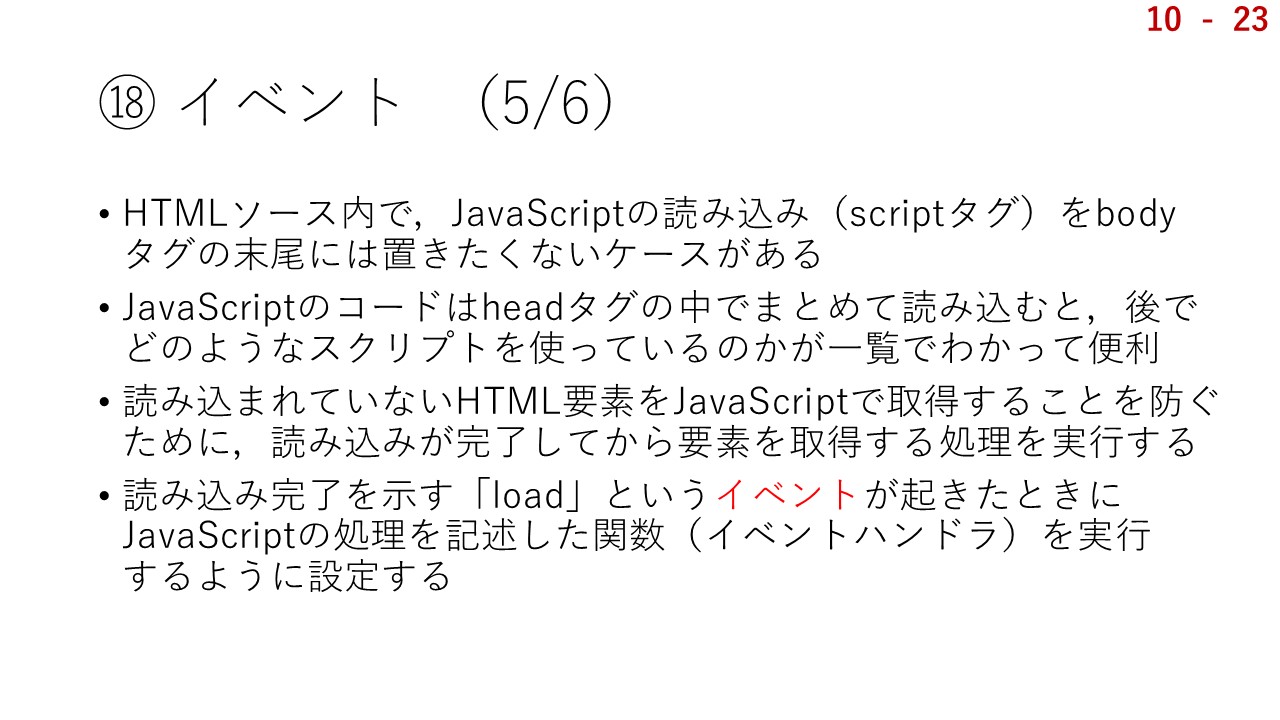 10 - 23
⑱ イベント （5/6）
• HTMLソース内で，JavaScriptの読み込み（scriptタグ）をbody
タグの末尾には置きたくないケースがある
• JavaScriptのコードはheadタグの中でまとめて読み込むと，後で
どのようなスクリプトを使っているのかが一覧でわかって便利
• 読み込まれていないHTML要素をJavaScriptで取得することを防ぐ
ために，読み込みが完了してから要素を取得する処理を実行する
• 読み込み完了を示す「load」というイベントが起きたときに
JavaScriptの処理を記述した関数（イベントハンドラ）を実行
するように設定する